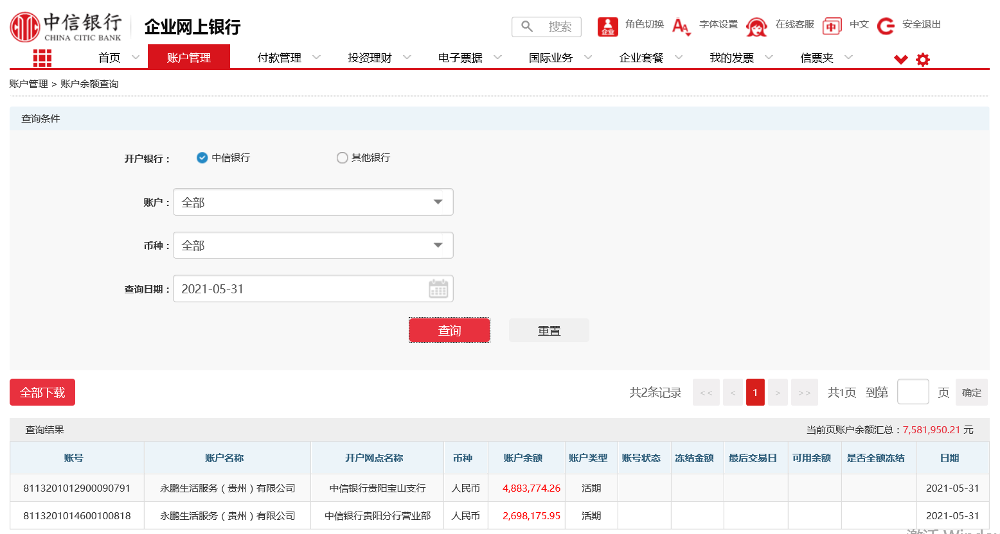 中信银行 CHINA CITIC BANK 企业网上银行 搜索 企业 角色切换 字体设置 在线客服 中文 安全退出
首页 账户管理 付款管理 投资理财 电子票据 国际业务 企业套餐 我的发票 信票夹
账户管理 > 账户余额查询
查询条件
开户银行： 中信银行 其他银行
账户： 全部
币种： 全部
查询日期： 2021-05-31
查询 重置
全部下载 共2条记录 << < 1 > >> 共1页 到第 页 确定
查询结果 当前页账户余额汇总：7,581,950.21 元
账号 账户名称 开户网点名称 币种 账户余额 账户类型 账号状态 冻结金额 最后交易日 可用余额 是否全额冻结 日期
8113201012900090791 永鹏生活服务（贵州）有限公司 中信银行贵阳宝山支行 人民币 4,883,774.26 活期 2021-05-31
8113201014600100818 永鹏生活服务（贵州）有限公司 中信银行贵阳分行营业部 人民币 2,698,175.95 活期 2021-05-31